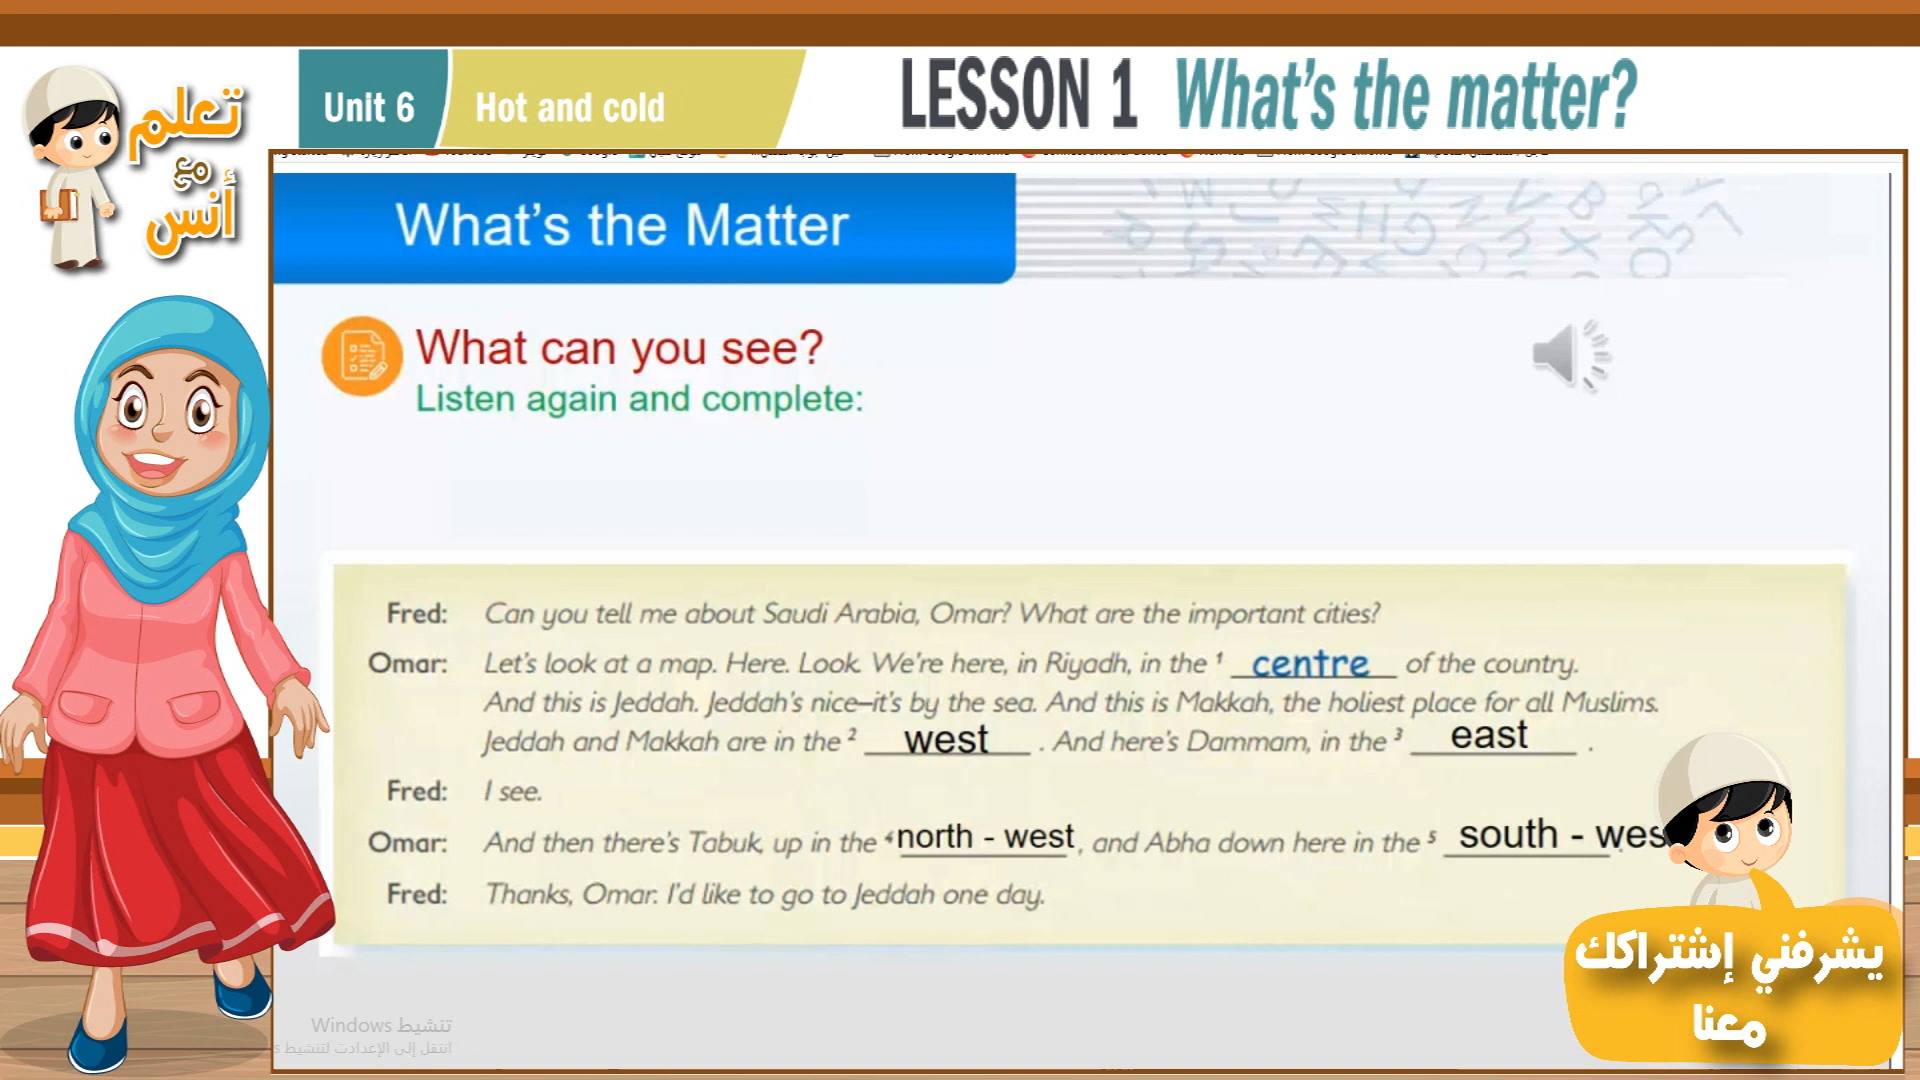 تعلم
مع
أنس
Unit 6 Hot and cold
LESSON 1 What's the matter?
What's the Matter
What can you see?
Listen again and complete:
Fred: Can you tell me about Saudi Arabia, Omar? What are the important cities?
Omar: Let's look at a map. Here. Look. We're here, in Riyadh, in the ¹ centre of the country.
And this is Jeddah. Jeddah's nice–it's by the sea. And this is Makkah, the holiest place for all Muslims.
Jeddah and Makkah are in the ² west . And here's Dammam, in the ³ east .
Fred: I see.
Omar: And then there's Tabuk, up in the ⁴ north - west, and Abha down here in the ⁵ south - wes
Fred: Thanks, Omar. I'd like to go to Jeddah one day.
يشرفني إشتراكك
معنا
تنشيط Windows
انتقل إلى الإعدادت لتنشيط s